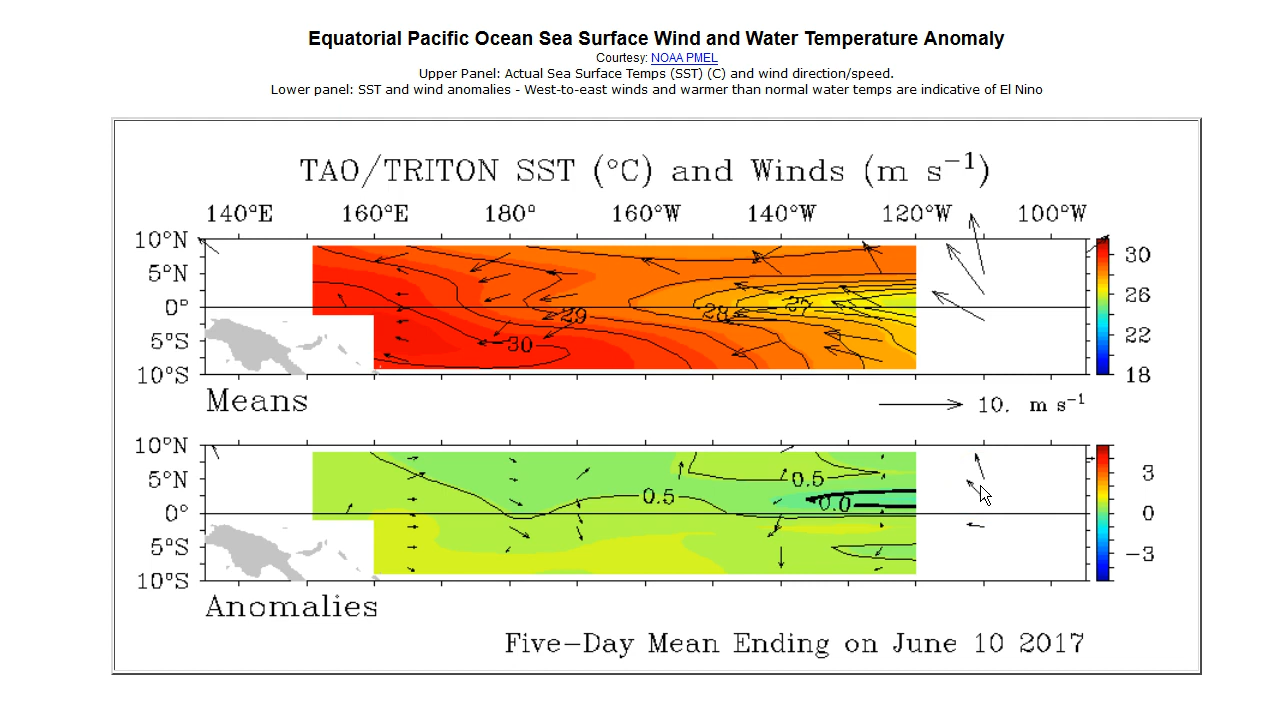 Equatorial Pacific Ocean Sea Surface Wind and Water Temperature Anomaly
Courtesy: NOAA PMEL
Upper Panel: Actual Sea Surface Temps (SST) (C) and wind direction/speed.
Lower panel: SST and wind anomalies - West-to-east winds and warmer than normal water temps are indicative of El Nino
TAO/TRITON SST (°C) and Winds (m s⁻¹)
140°E 160°E 180° 160°W 140°W 120°W 100°W
10°N
5°N
0°
5°S
10°S
29
28
27
30
30
26
22
18
Means
10. m s⁻¹
10°N
5°N
0°
5°S
10°S
0.5
0.5
0.0
3
0
−3
Anomalies
Five−Day Mean Ending on June 10 2017